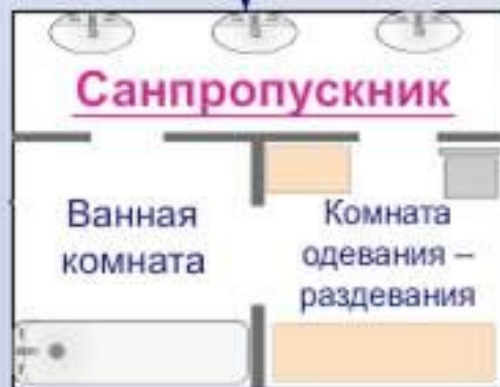 Санпропускник
Ванная
комната
Комната
одевания –
раздевания